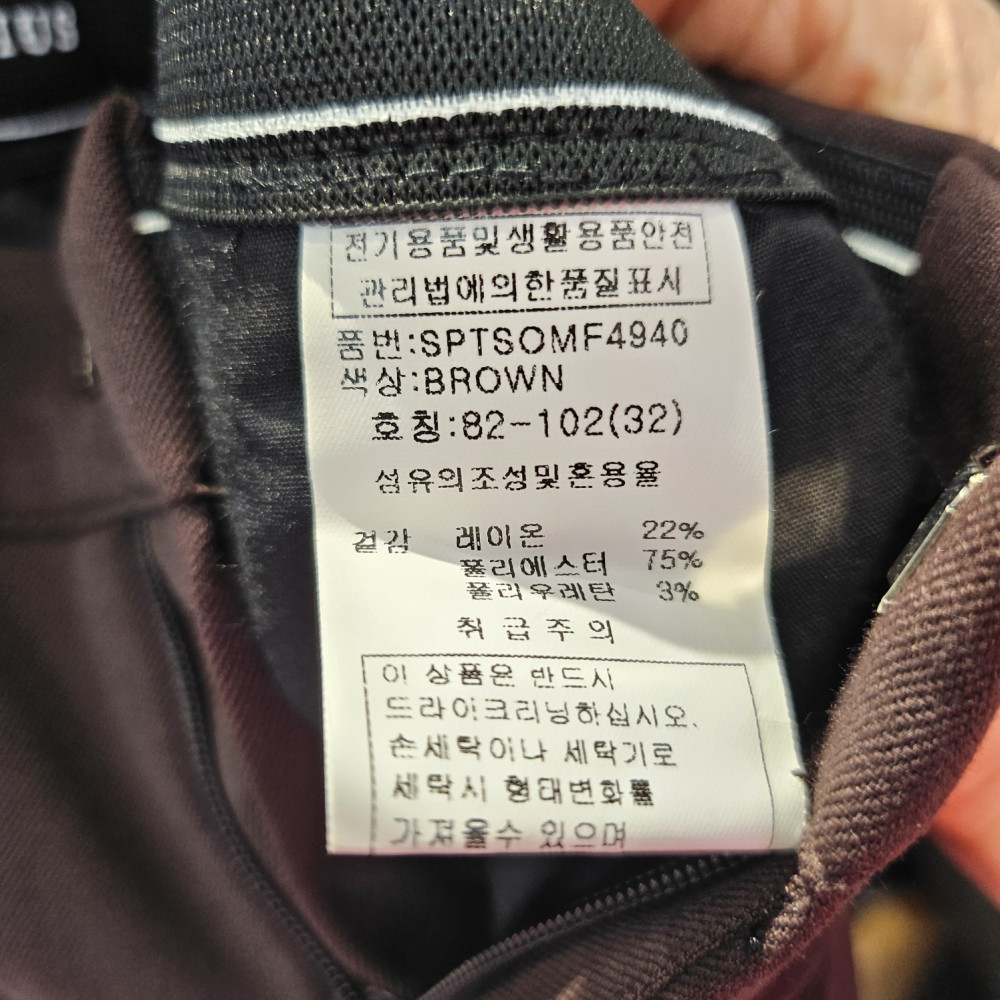 전기용품및생활용품안전
관리법에의한품질표시
품번:SPTSOMF4940
색상:BROWN
호칭:82-102(32)
섬유의조성및혼용율
겉감 레이온 22%
폴리에스터 75%
폴리우레탄 3%
취급주의
이 상품은 반드시
드라이크리닝하십시오.
손세탁이나 세탁기로
세탁시 형태변화를
가져올수 있으며